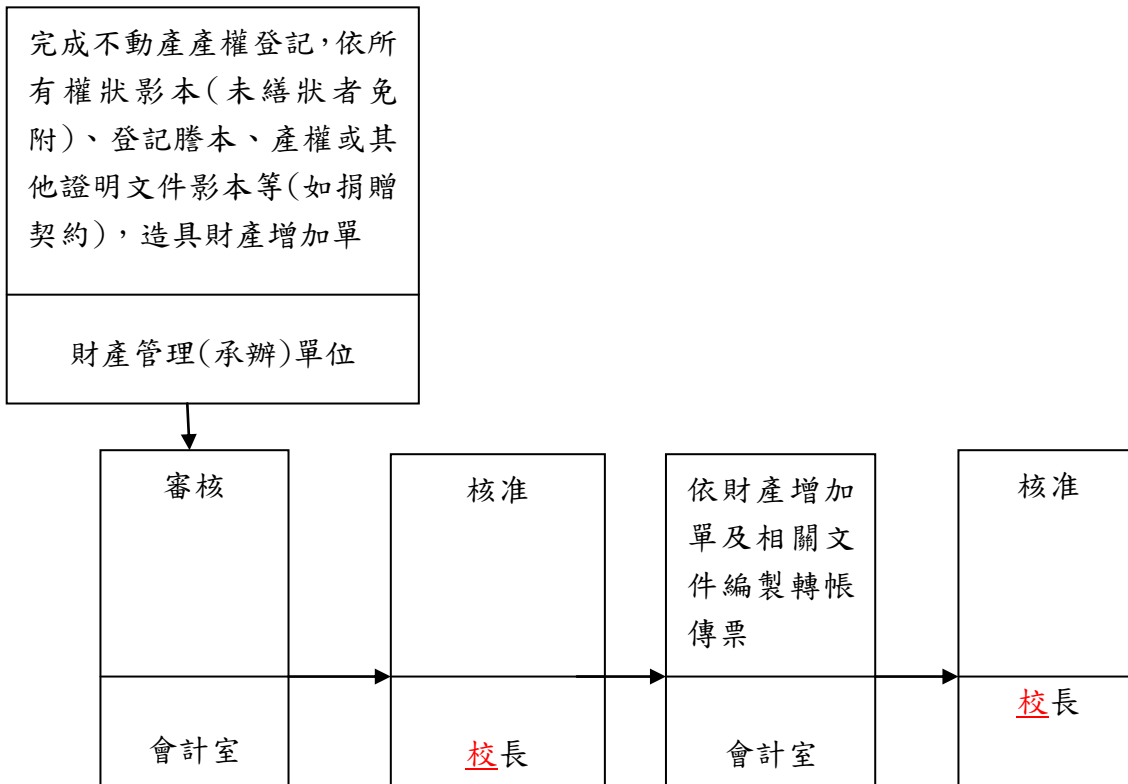 完成不動產產權登記，依所
有權狀影本(未繕狀者免
附)、登記謄本、產權或其
他證明文件影本等(如捐贈
契約)，造具財產增加單
財產管理(承辦)單位
審核
會計室
核准
校長
依財產增加
單及相關文
件編製轉帳
傳票
會計室
核准
校長